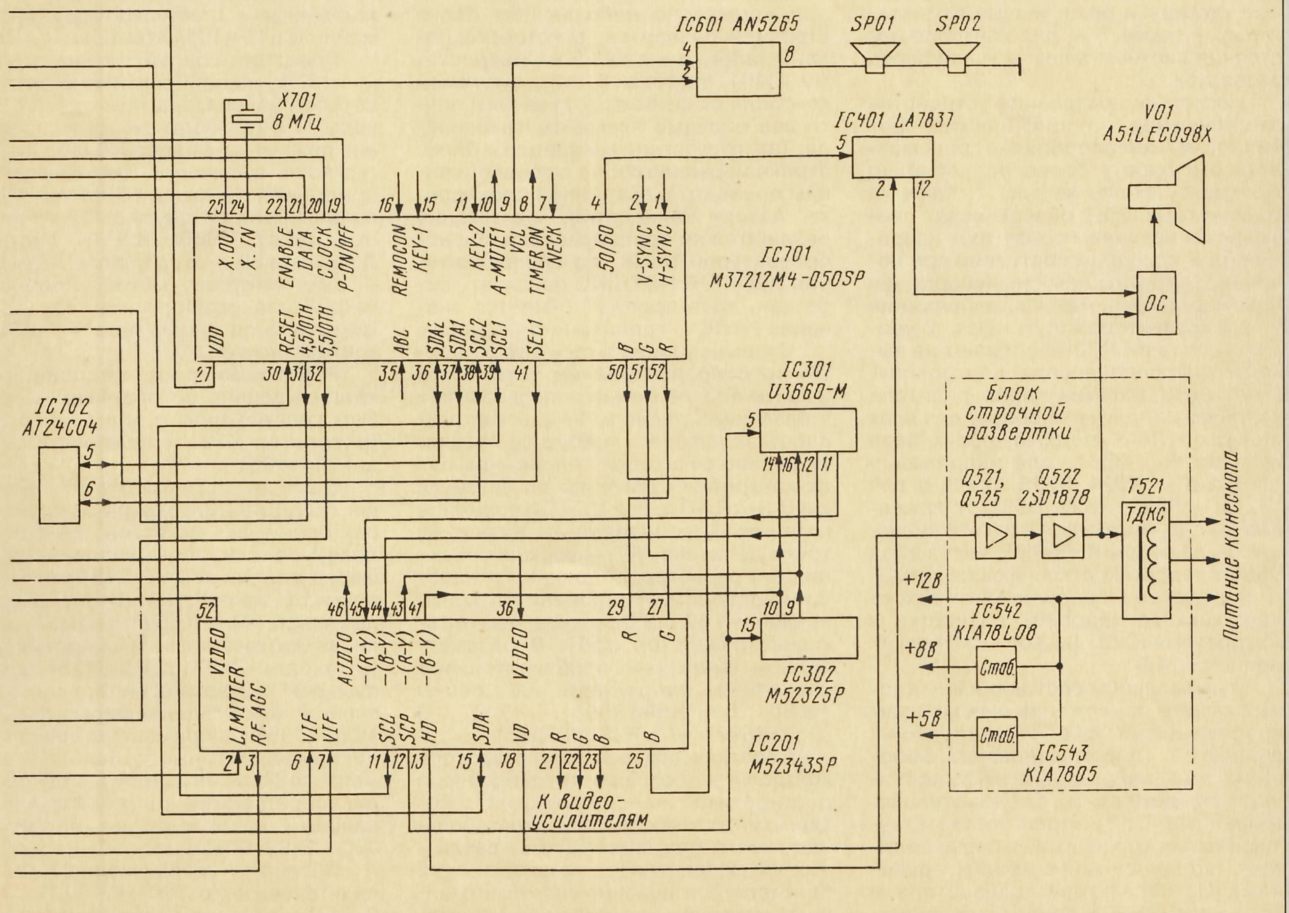 IC601 AN5265
4
2
8
SP01
SP02
X701
8 МГц
IC401 LA7837
5
2
12
V01
A51LEC098X
25
24
22
21
20
19
16
15
11
10
9
8
7
4
2
1
X.OUT
X.IN
ENABLE
DATA
CLOCK
P-ON/OFF
REMOCON
KEY-1
KEY-2
A-MUTE1
VCL
TIMER ON
NECK
50/60
V-SYNC
H-SYNC
IC701
M37212M4-050SP
ОС
VDD
RESET
4,5/OTH
5,5/OTH
ABL
SDA2
SDA1
SCL2
SCL1
SEL1
B
G
R
27
30
31
32
35
36
37
38
39
41
50
51
52
IC301
U3660-M
5
14
16
12
11
Блок
строчной
развертки
IC702
AT24C04
5
6
Q521,
Q525
Q522
2SD1878
T521
ТДКС
Питание кинескопа
+12В
IC542
KIA78L08
+8В
Стаб.
+5В
Стаб.
IC543
KIA7805
52
46
45
44
43
41
36
29
27
10
9
15
VIDEO
AUDIO
-(R-Y)
-(B-Y)
-(R-Y)
-(B-Y)
VIDEO
R
G
IC302
M52325P
LIMITTER
RF. AGC
VIF
VIF
SCL
SCP
HD
SDA
VD
R
G
B
B
IC201
M52343SP
2
3
6
7
11
12
13
15
18
21
22
23
25
К видео-
усилителям